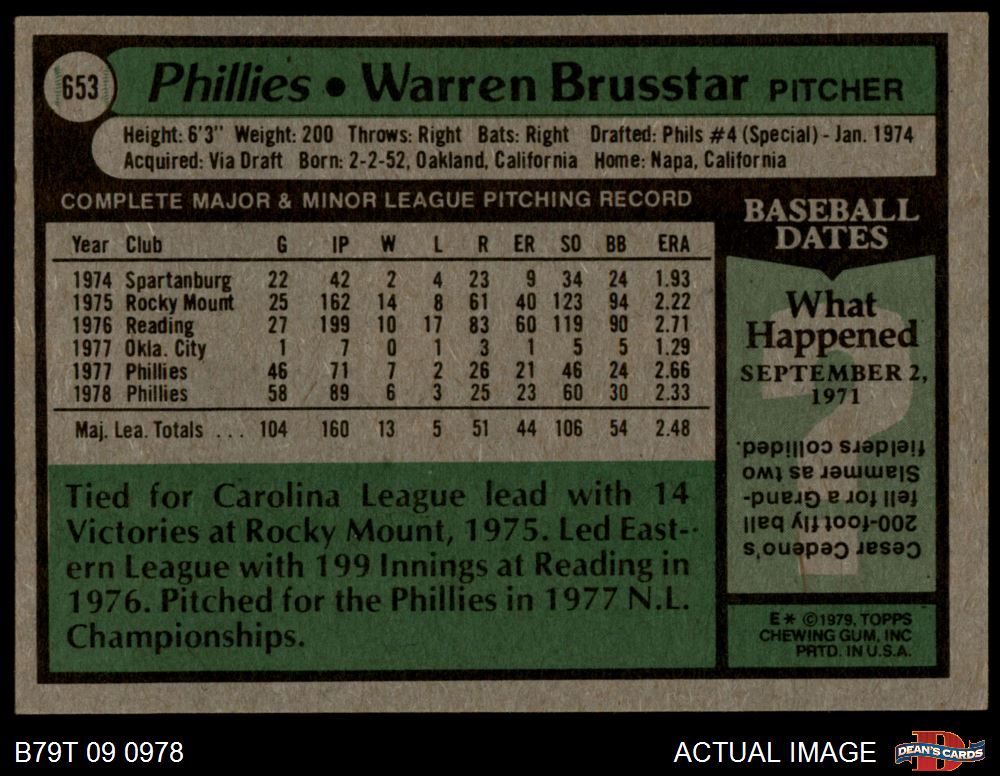 653
Phillies • Warren Brusstar PITCHER
Height: 6'3" Weight: 200 Throws: Right Bats: Right Drafted: Phils #4 (Special) - Jan. 1974
Acquired: Via Draft Born: 2-2-52, Oakland, California Home: Napa, California
COMPLETE MAJOR & MINOR LEAGUE PITCHING RECORD
Year Club G IP W L R ER SO BB ERA
1974 Spartanburg 22 42 2 4 23 9 34 24 1.93
1975 Rocky Mount 25 162 14 8 61 40 123 94 2.22
1976 Reading 27 199 10 17 83 60 119 90 2.71
1977 Okla. City 1 7 0 1 3 1 5 5 1.29
1977 Phillies 46 71 7 2 26 21 46 24 2.66
1978 Phillies 58 89 6 3 25 23 60 30 2.33
Maj. Lea. Totals ... 104 160 13 5 51 44 106 54 2.48
Tied for Carolina League lead with 14
Victories at Rocky Mount, 1975. Led East-
ern League with 199 Innings at Reading in
1976. Pitched for the Phillies in 1977 N.L.
Championships.
BASEBALL
DATES
What
Happened
SEPTEMBER 2,
1971
?
Cesar Cedeno's
200-foot fly ball
fell for a Grand-
Slammer as two
fielders collided.
E* ©1979, TOPPS
CHEWING GUM, INC
PRTD. IN U.S.A.
B79T 09 0978
ACTUAL IMAGE
D
DEAN'S CARDS